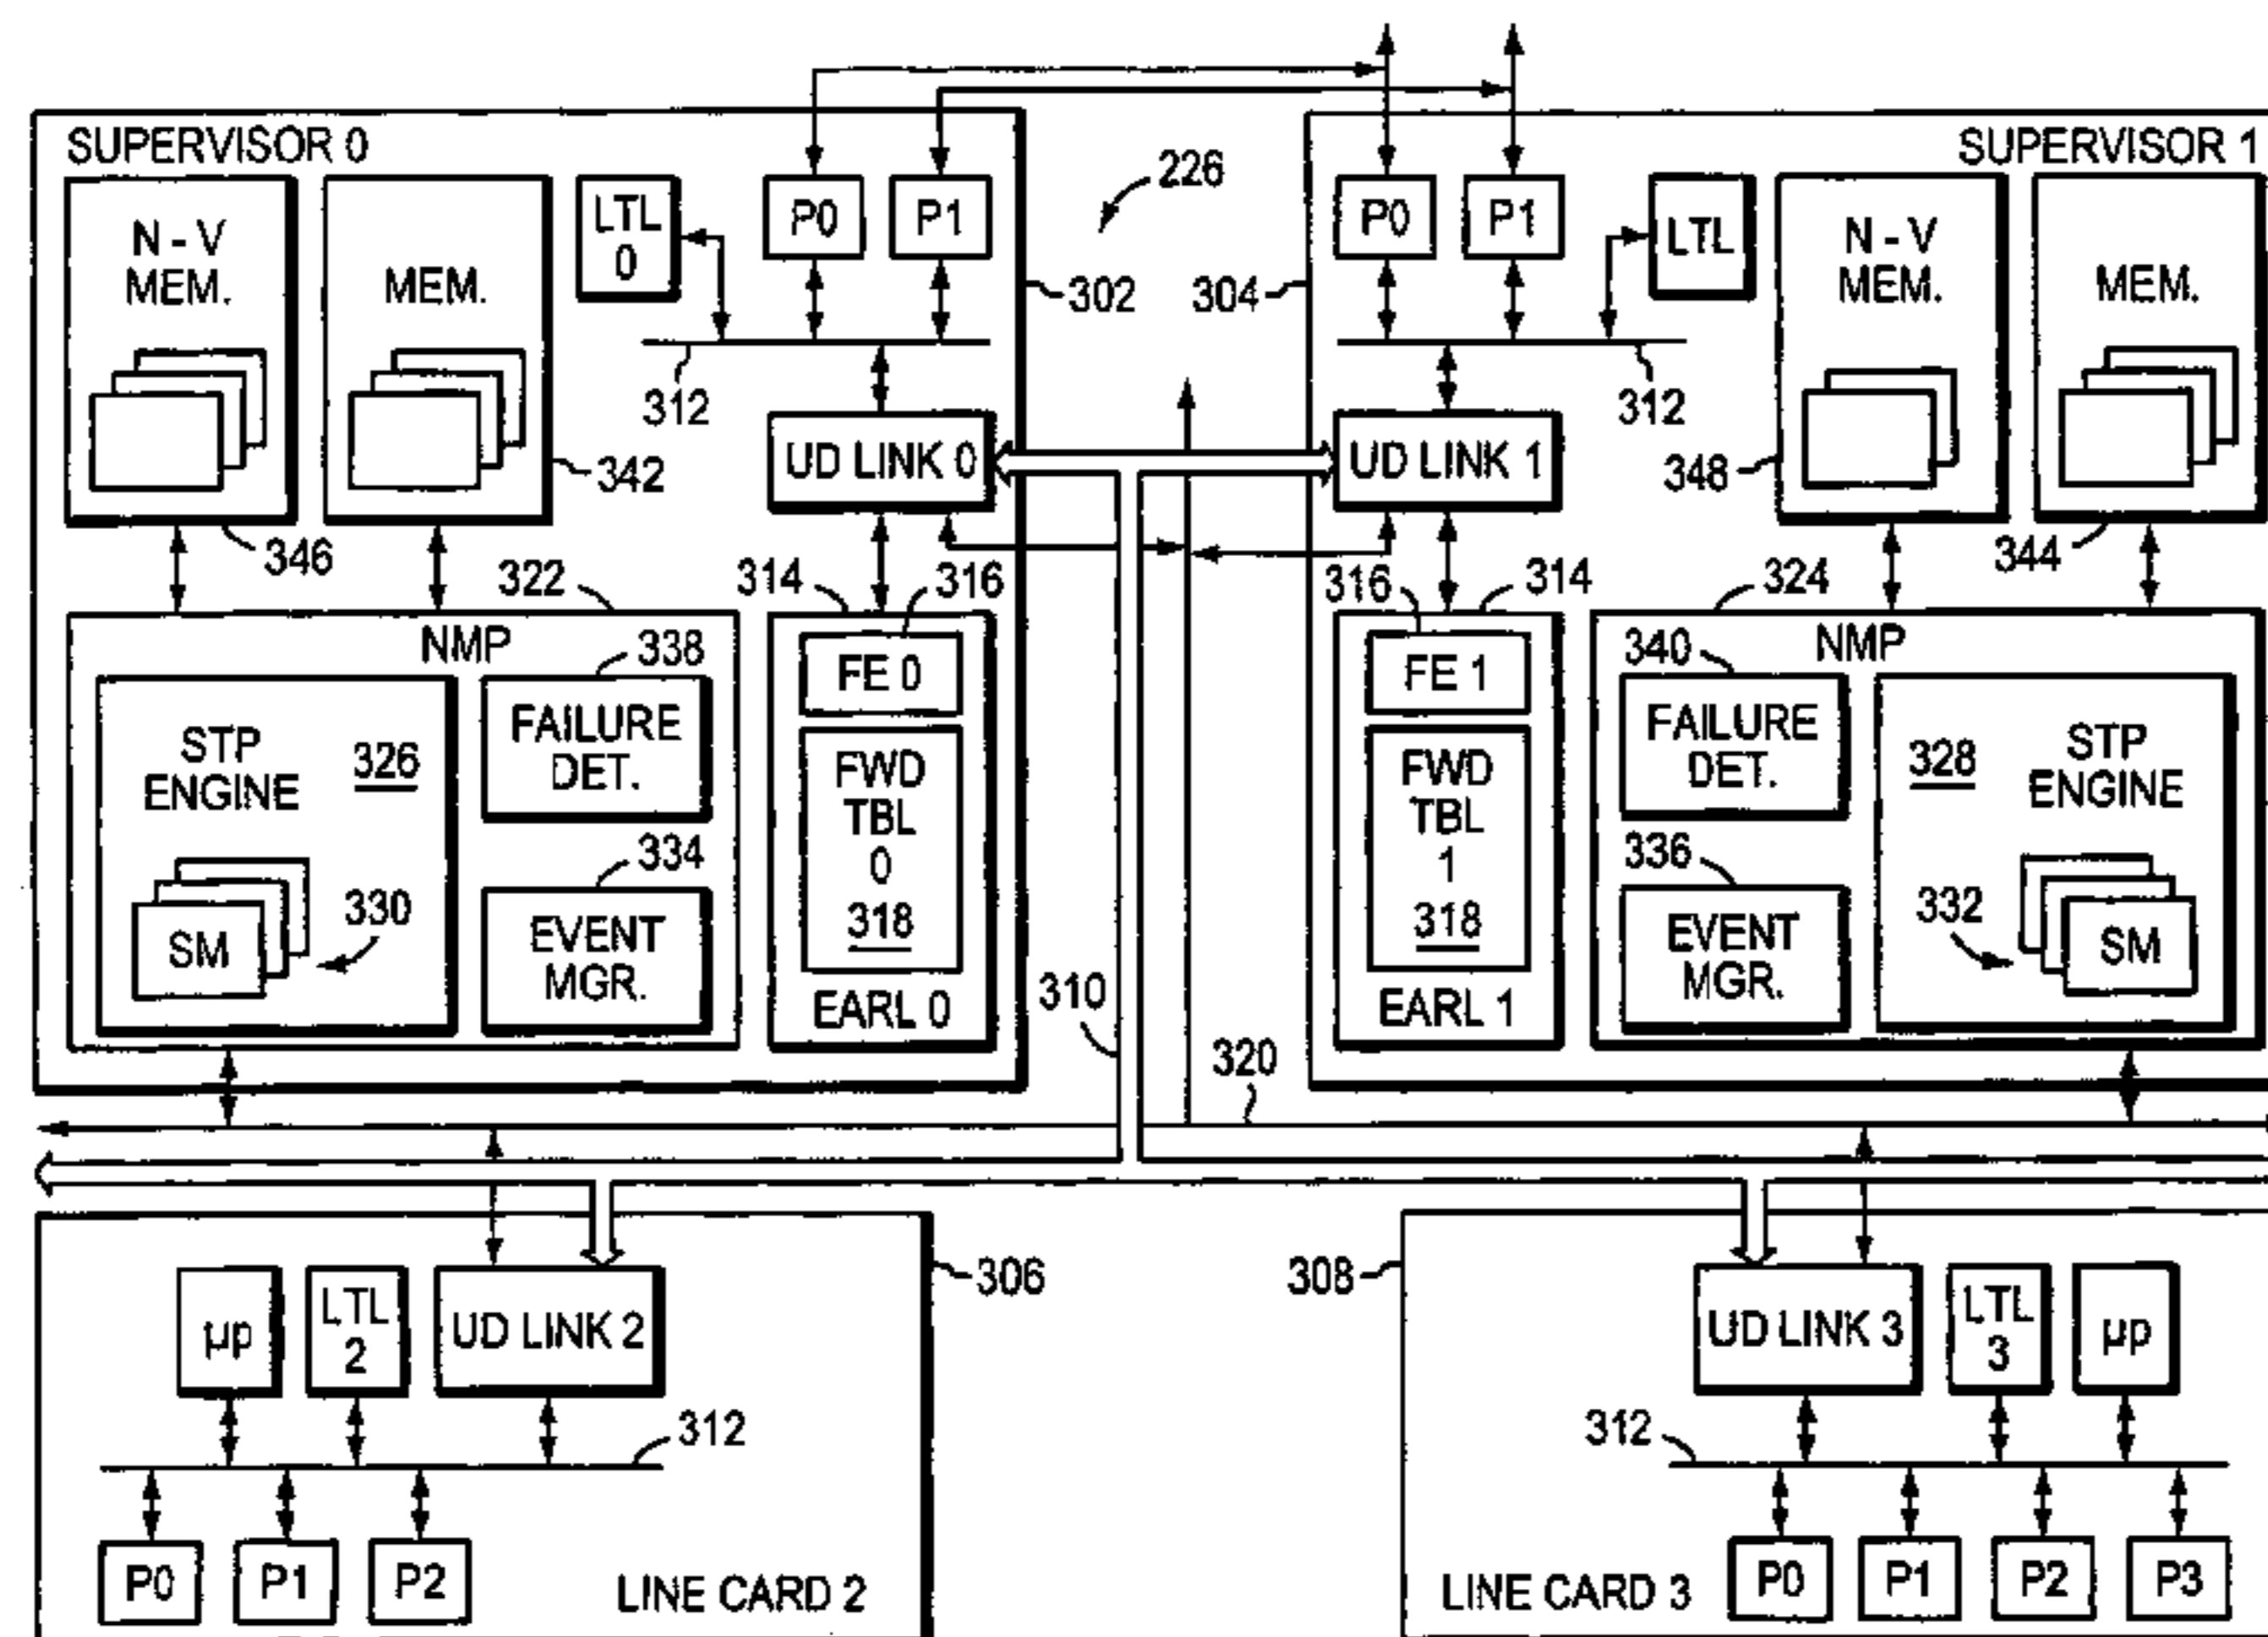 SUPERVISOR 0
N - V
MEM.
MEM.
LTL
0
P0
P1
312
UD LINK 0
346
342
322
314
316
NMP
338
STP
ENGINE
326
FAILURE
DET.
FE 0
FWD
TBL
0
318
334
330
SM
EVENT
MGR.
EARL 0
226
302
304
310
320
SUPERVISOR 1
P0
P1
LTL
N - V
MEM.
MEM.
312
UD LINK 1
348
344
316
314
324
NMP
340
FE 1
FAILURE
DET.
328
STP
ENGINE
FWD
TBL
1
318
336
332
SM
EVENT
MGR.
EARL 1
306
µp
LTL
2
UD LINK 2
312
P0
P1
P2
LINE CARD 2
308
UD LINK 3
LTL
3
µp
312
LINE CARD 3
P0
P1
P2
P3